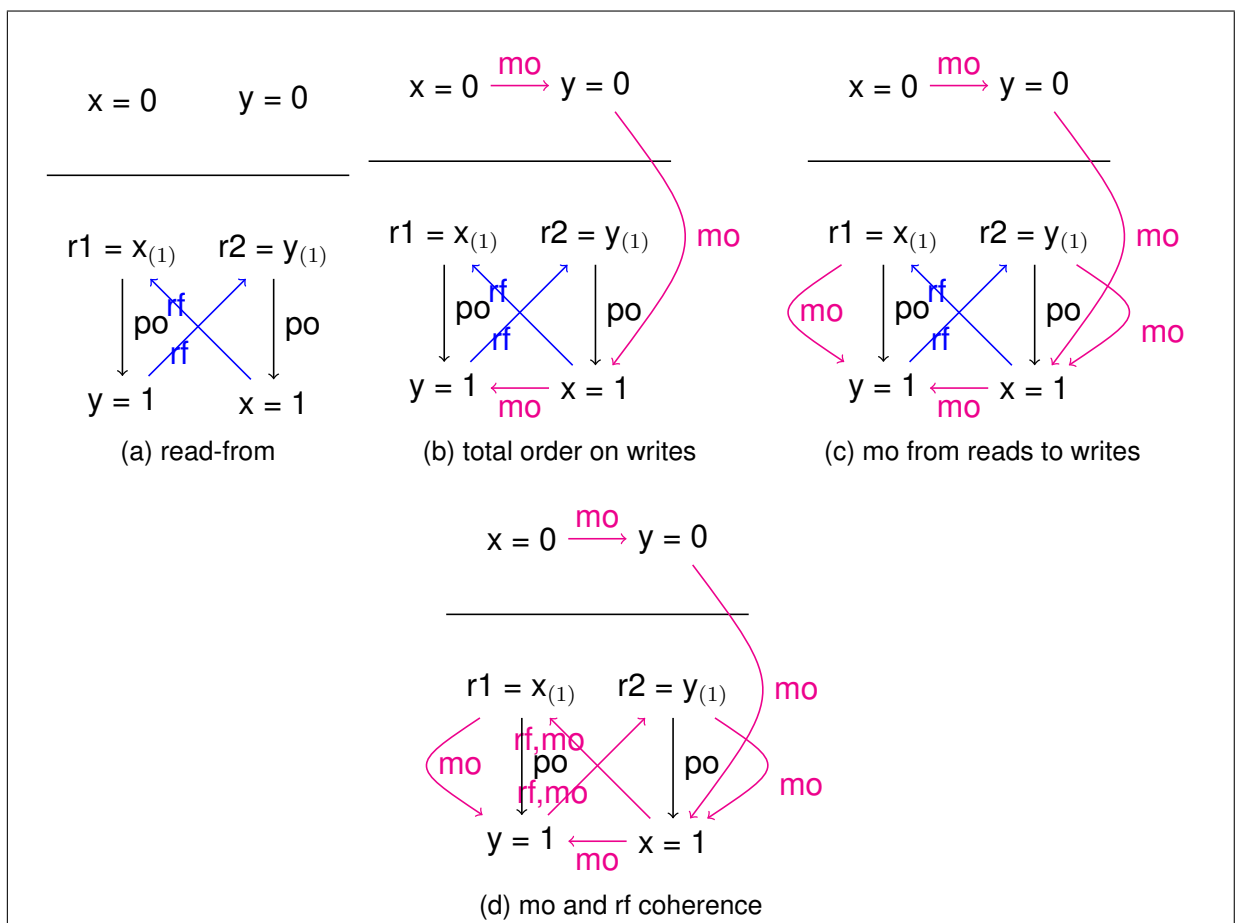 x = 0 y = 0
r1 = x(1) r2 = y(1)
rf
po po
rf
y = 1 x = 1
(a) read-from
mo
x = 0 y = 0
r1 = x(1) r2 = y(1) mo
rf
po po
rf
y = 1 x = 1
mo
(b) total order on writes
mo
x = 0 y = 0
r1 = x(1) r2 = y(1) mo
rf
mo po po mo
rf
y = 1 x = 1
mo
(c) mo from reads to writes
mo
x = 0 y = 0
r1 = x(1) r2 = y(1) mo
rf,mo
mo po po mo
rf,mo
y = 1 x = 1
mo
(d) mo and rf coherence